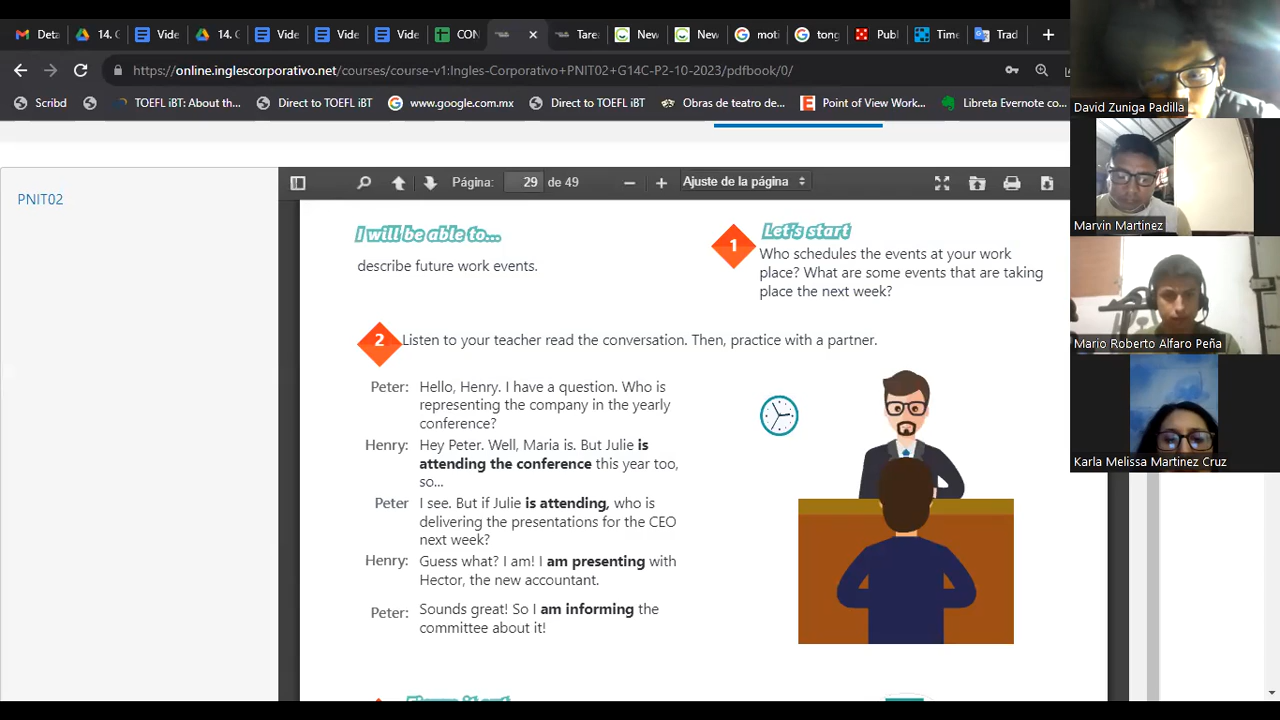 Deta
14. C
Vide
14. C
Vide
Vide
Vide
CON
Tare
New
New
moti
tong
Publ
Time
Trad
https://online.inglescorporativo.net/courses/course-v1:Ingles-Corporativo+PNIT02+G14C-P2-10-2023/pdfbook/0/
Scribd
TOEFL iBT: About th...
Direct to TOEFL iBT
www.google.com.mx
Direct to TOEFL iBT
Obras de teatro de...
Point of View Work...
Libreta Evernote co...
PNIT02
Página:
29
de 49
Ajuste de la página
I will be able to...
describe future work events.
1
Let's start
Who schedules the events at your work
place? What are some events that are taking
place the next week?
2
Listen to your teacher read the conversation. Then, practice with a partner.
Peter: Hello, Henry. I have a question. Who is
representing the company in the yearly
conference?
Henry: Hey Peter. Well, Maria is. But Julie is
attending the conference this year too,
so...
Peter I see. But if Julie is attending, who is
delivering the presentations for the CEO
next week?
Henry: Guess what? I am! I am presenting with
Hector, the new accountant.
Peter: Sounds great! So I am informing the
committee about it!
David Zuniga Padilla
Marvin Martinez
Mario Roberto Alfaro Peña
Karla Melissa Martinez Cruz